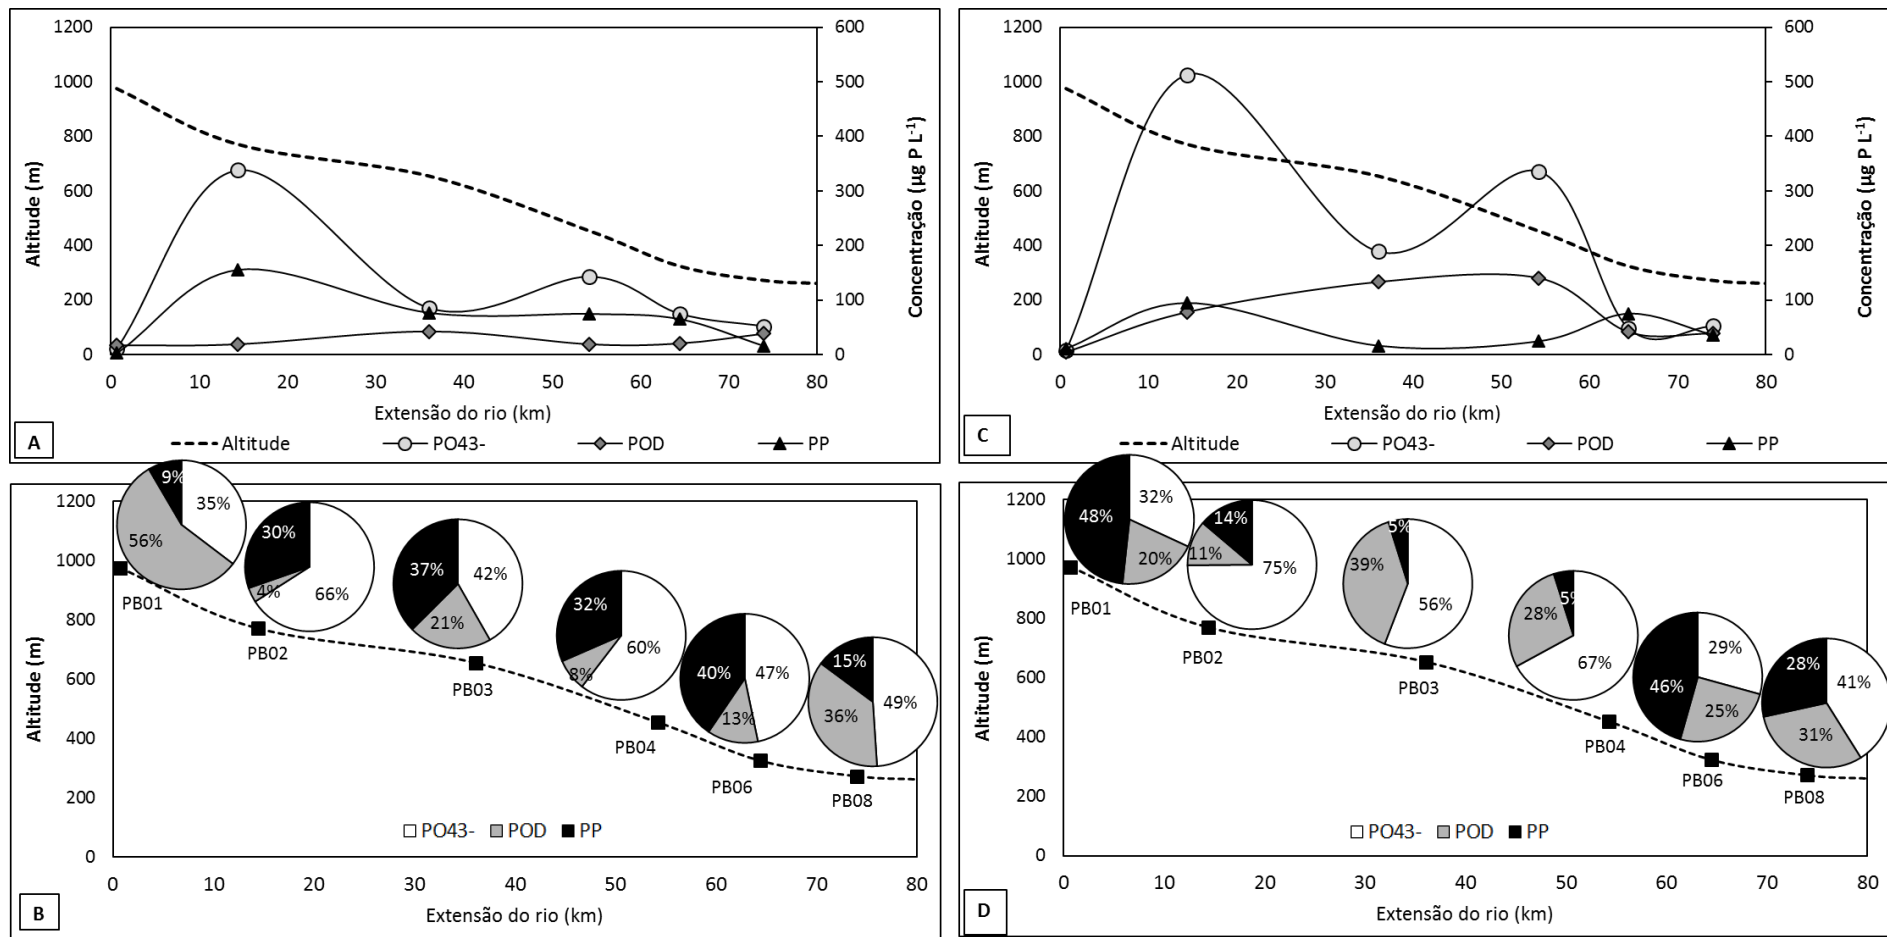 1200
1000
800
600
400
200
0
Altitude (m)
600
500
400
300
200
100
0
Concentração (µg P L-1)
0 10 20 30 40 50 60 70 80
Extensão do rio (km)
A
Altitude PO43- POD PP
1200
1000
800
600
400
200
0
Altitude (m)
600
500
400
300
200
100
0
Concentração (µg P L-1)
0 10 20 30 40 50 60 70 80
Extensão do rio (km)
C
Altitude PO43- POD PP
1200
1000
800
600
400
200
0
Altitude (m)
9% 35% 56%
PB01
30% 4% 66%
PB02
37% 42% 21%
PB03
32% 8% 60%
PB04
40% 47% 13%
PB06
15% 36% 49%
PB08
PO43- POD PP
0 10 20 30 40 50 60 70 80
Extensão do rio (km)
B
1200
1000
800
600
400
200
0
Altitude (m)
48% 32% 20%
PB01
14% 11% 75%
PB02
5% 39% 56%
PB03
5% 28% 67%
PB04
29% 46% 25%
PB06
28% 41% 31%
PB08
PO43- POD PP
0 10 20 30 40 50 60 70 80
Extensão do rio (km)
D